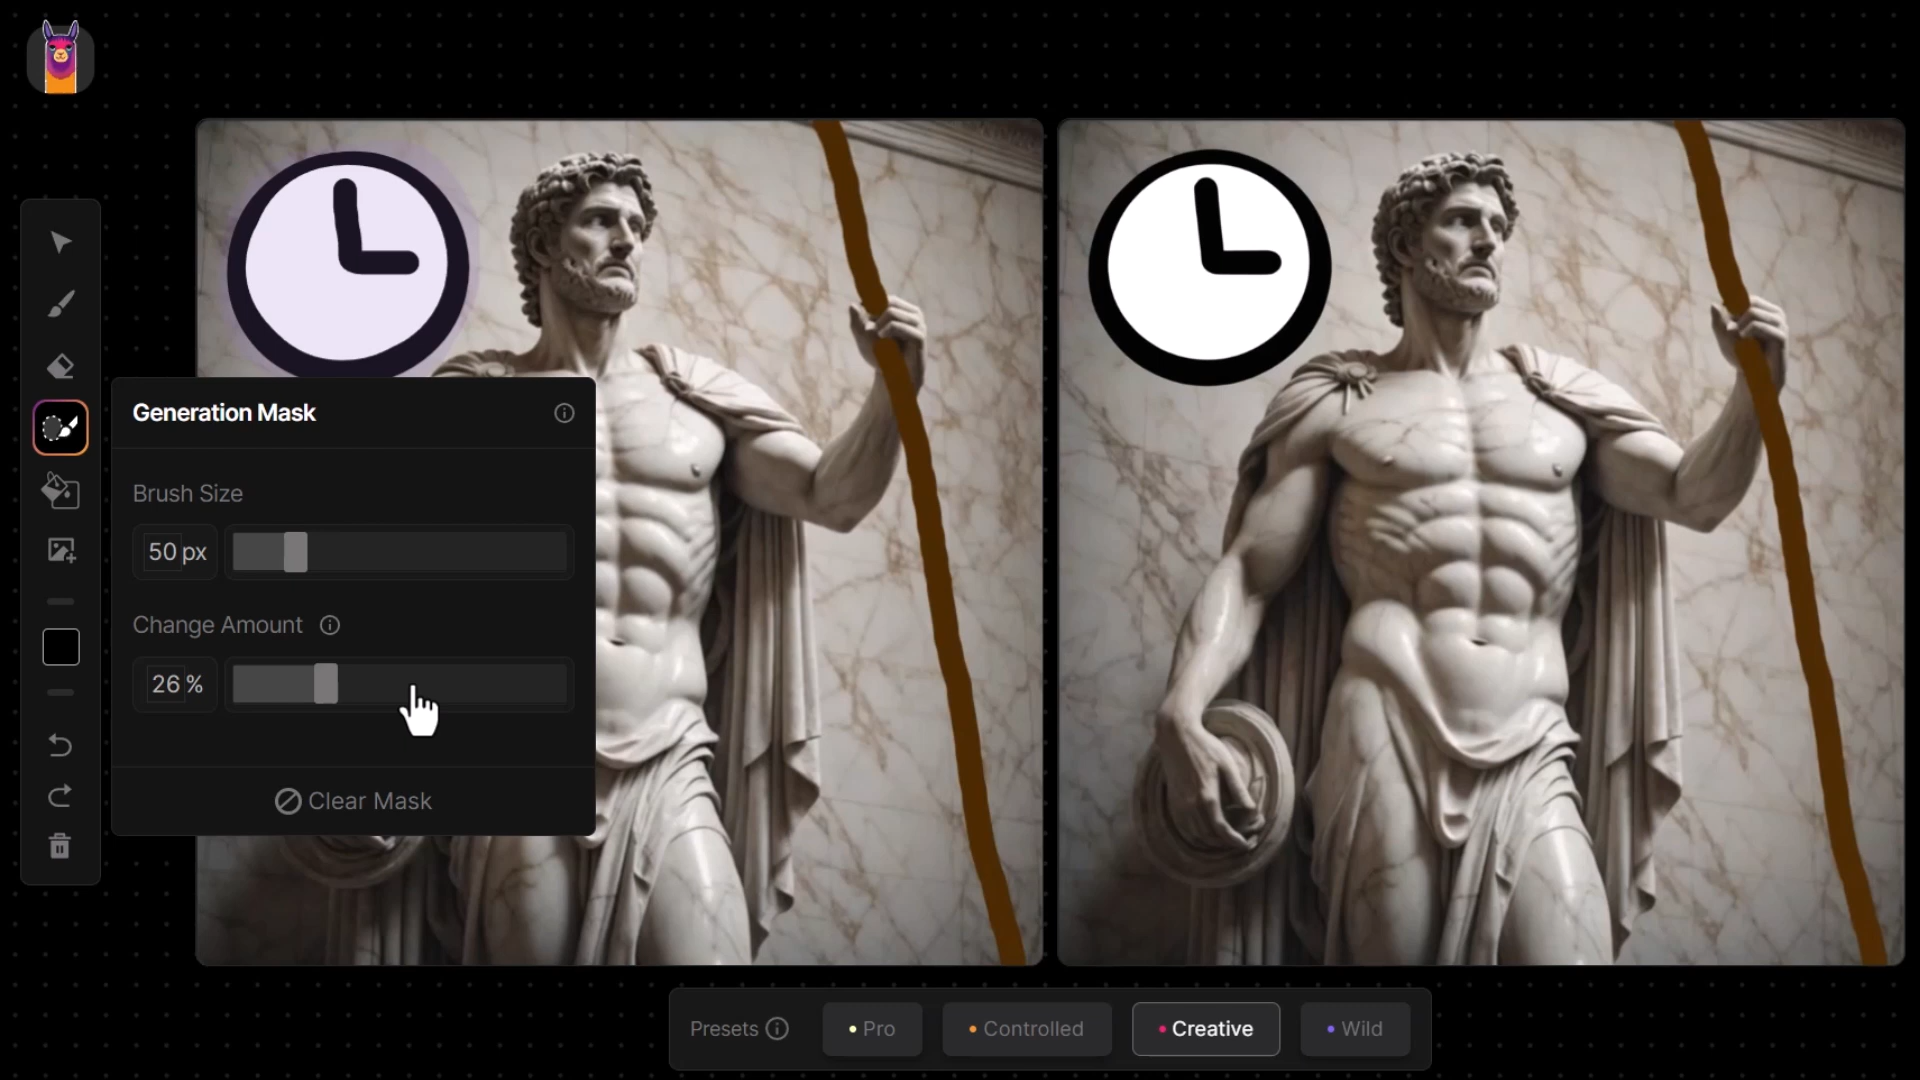 Generation Mask
Brush Size
50 px
Change Amount
26 %
Clear Mask
Presets
Pro
Controlled
Creative
Wild